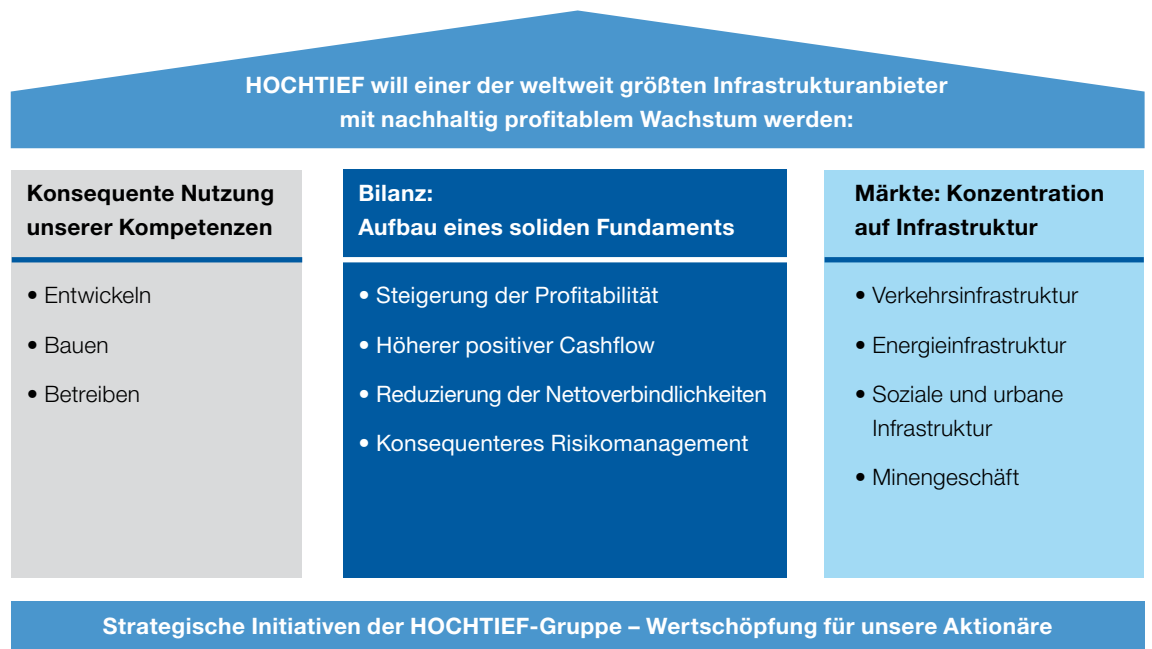 HOCHTIEF will einer der weltweit größten Infrastrukturanbieter
mit nachhaltig profitablem Wachstum werden:
Konsequente Nutzung
unserer Kompetenzen
• Entwickeln
• Bauen
• Betreiben
Bilanz:
Aufbau eines soliden Fundaments
• Steigerung der Profitabilität
• Höherer positiver Cashflow
• Reduzierung der Nettoverbindlichkeiten
• Konsequenteres Risikomanagement
Märkte: Konzentration
auf Infrastruktur
• Verkehrsinfrastruktur
• Energieinfrastruktur
• Soziale und urbane
Infrastruktur
• Minengeschäft
Strategische Initiativen der HOCHTIEF-Gruppe – Wertschöpfung für unsere Aktionäre